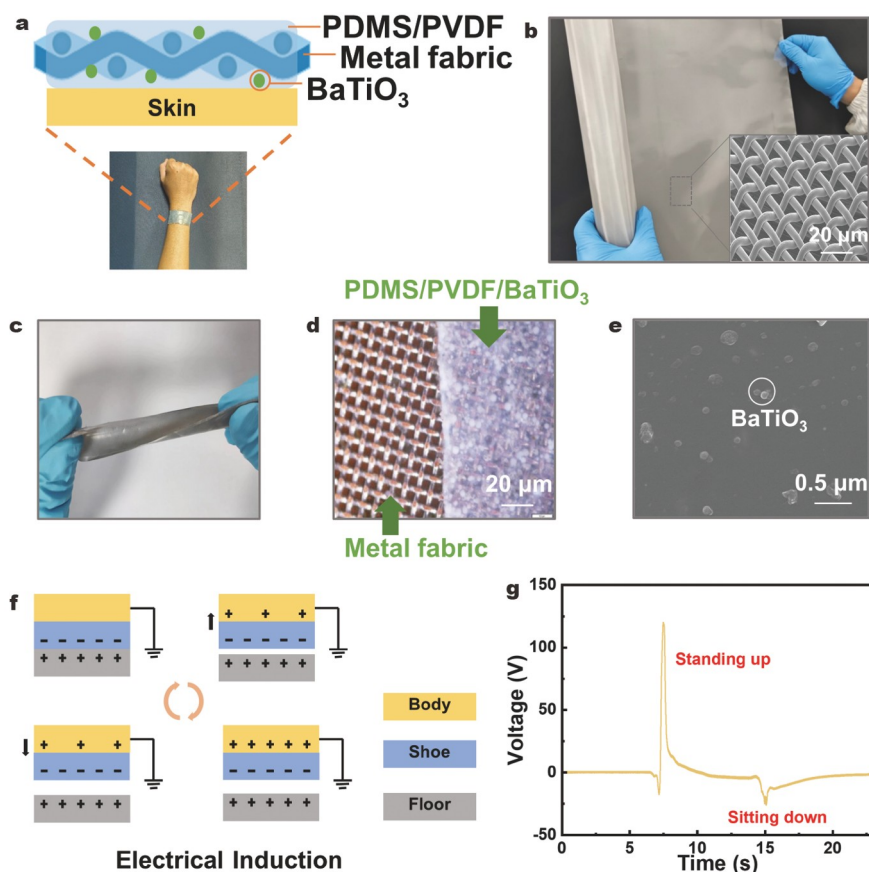 a
PDMS/PVDF
Metal fabric
BaTiO₃
Skin
b
20 μm
PDMS/PVDF/BaTiO₃
c
d
20 μm
Metal fabric
e
BaTiO₃
0.5 μm
f
+ + +
- - - - -
- - - - -
+ + + + +
+ + + + +
+ + +
+ + + + +
- - - - -
- - - - -
+ + + + +
+ + + + +
Body
Shoe
Floor
Electrical Induction
g
150
100
50
0
-50
Voltage (V)
Standing up
Sitting down
0
5
10
15
20
Time (s)